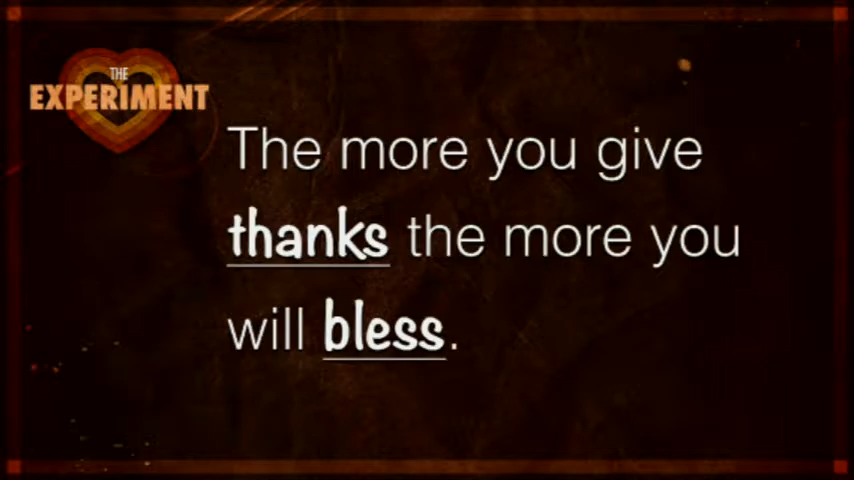 THE
EXPERIMENT
The more you give
thanks the more you
will bless.